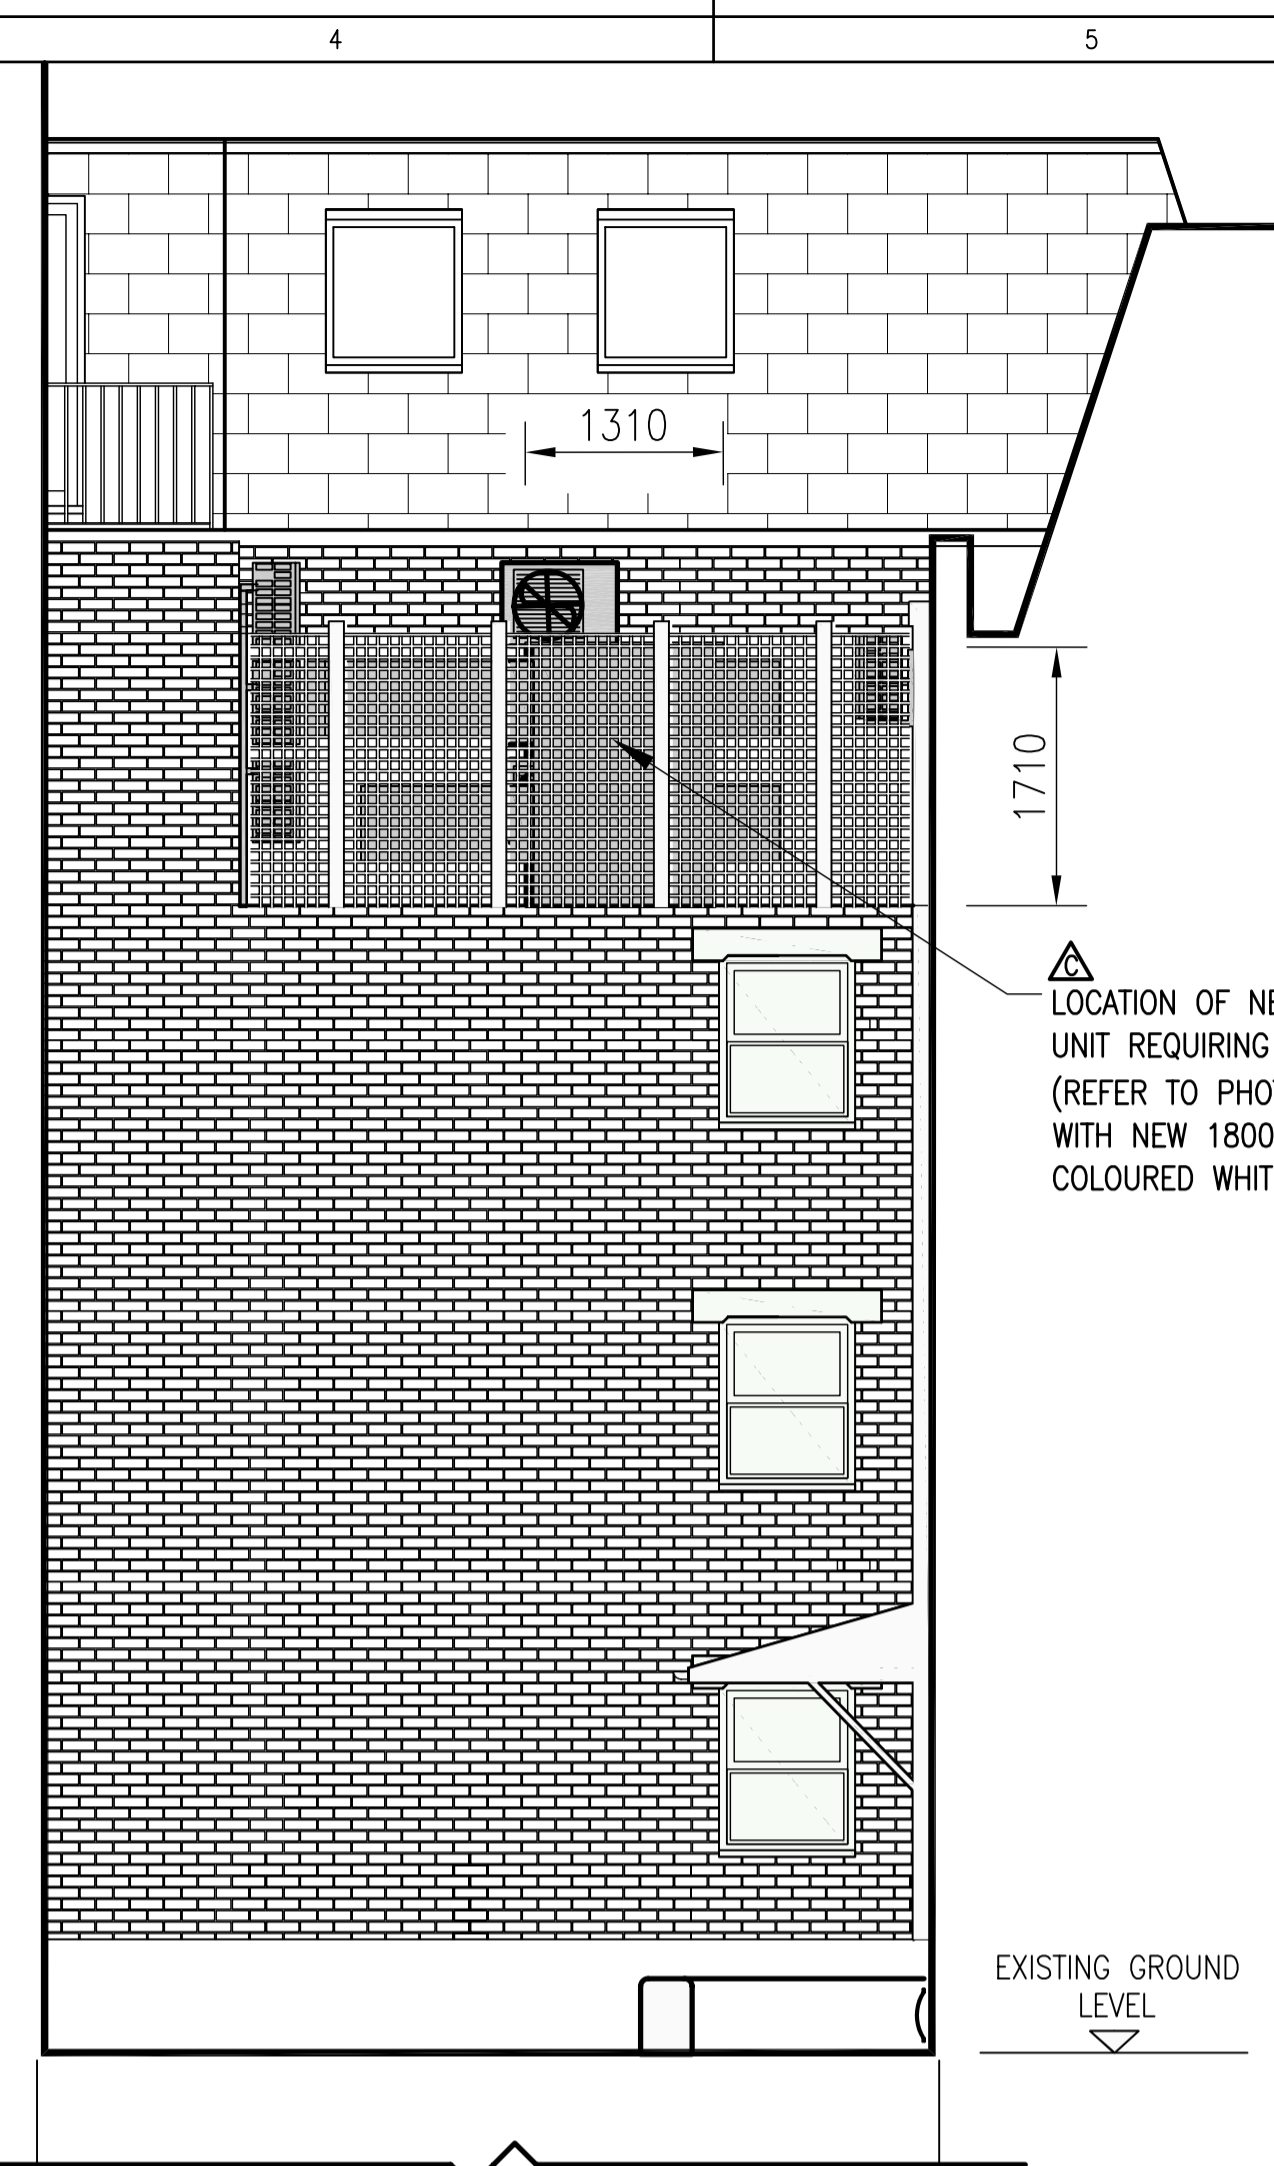 4
5
1310
1710
C
LOCATION OF NE
UNIT REQUIRING
(REFER TO PHO
WITH NEW 1800
COLOURED WHIT
EXISTING GROUND
LEVEL